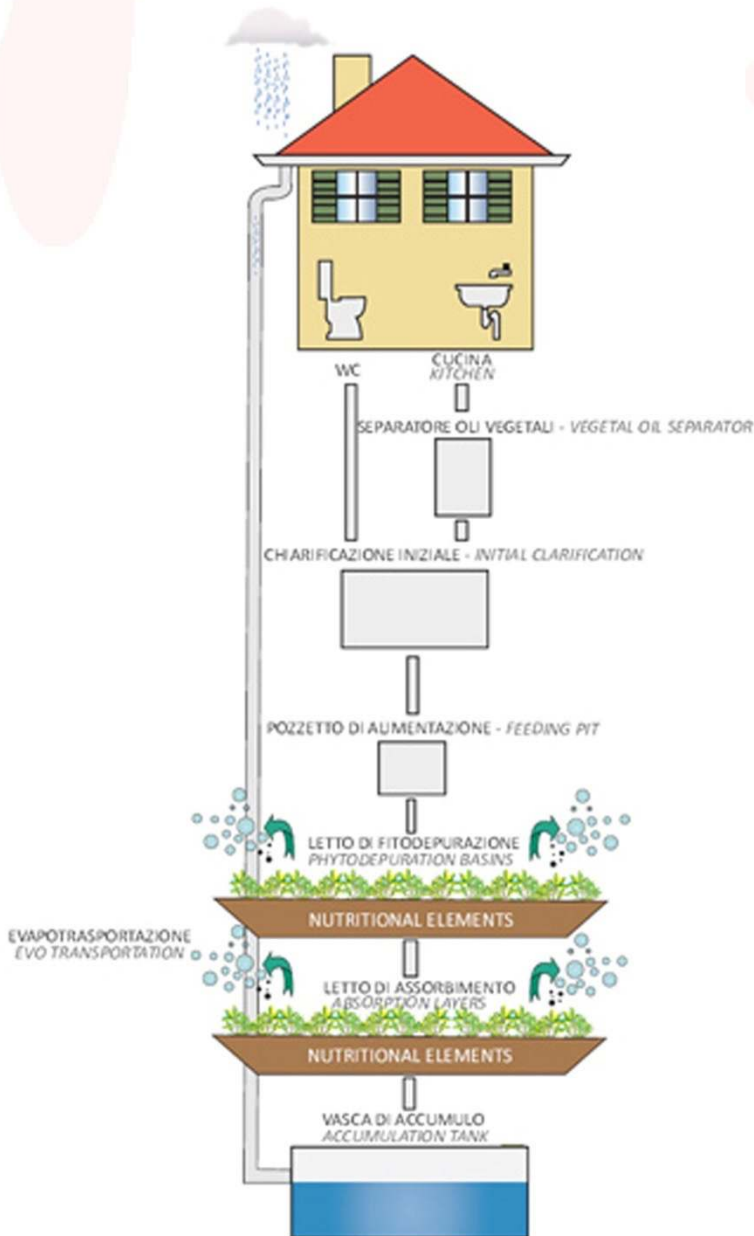 WC
CUCINA
KITCHEN
SEPARATORE OLI VEGETALI - VEGETAL OIL SEPARATOR
CHIARIFICAZIONE INIZIALE - INITIAL CLARIFICATION
POZZETTO DI ALIMENTAZIONE - FEEDING PIT
LETTO DI FITODEPURAZIONE
PHYTODEPURATION BASINS
NUTRITIONAL ELEMENTS
EVAPOTRASPORTAZIONE
EVO TRANSPORTATION
LETTO DI ASSORBIMENTO
ABSORPTION LAYERS
NUTRITIONAL ELEMENTS
VASCA DI ACCUMULO
ACCUMULATION TANK